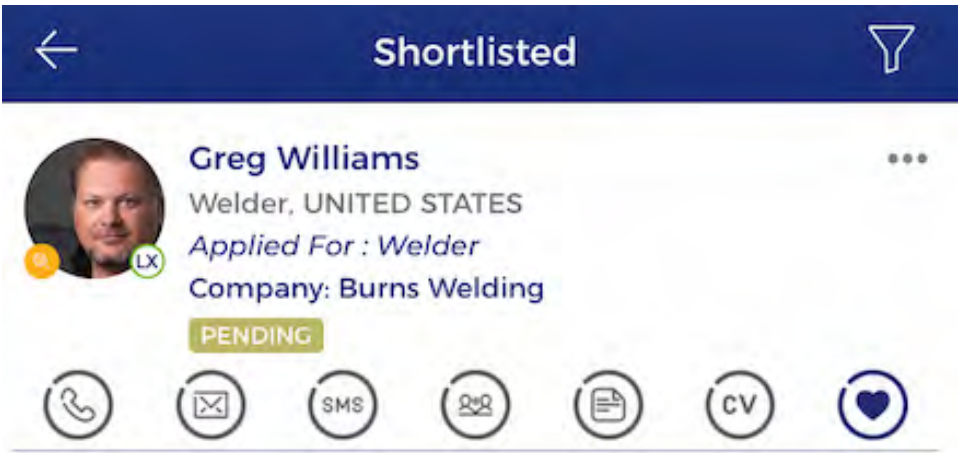 Shortlisted
Greg Williams
Welder, UNITED STATES
Applied For : Welder
Company: Burns Welding
LX
PENDING
SMS
CV